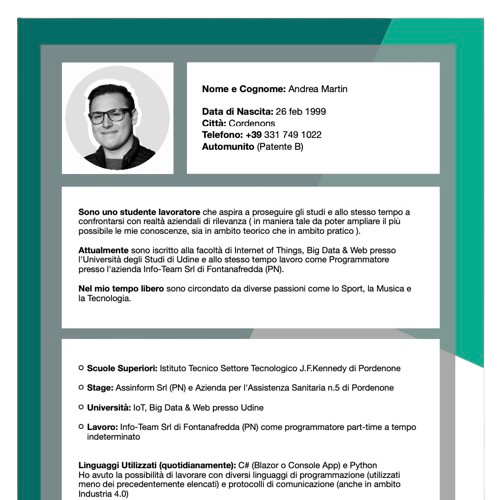 Nome e Cognome: Andrea Martin
Data di Nascita: 26 feb 1999
Città: Cordenons
Telefono: +39 331 749 1022
Automunito (Patente B)
Sono uno studente lavoratore che aspira a proseguire gli studi e allo stesso tempo a
confrontarsi con realtà aziendali di rilevanza ( in maniera tale da poter ampliare il più
possibile le mie conoscenze, sia in ambito teorico che in ambito pratico ).
Attualmente sono iscritto alla facoltà di Internet of Things, Big Data & Web presso
l'Università degli Studi di Udine e allo stesso tempo lavoro come Programmatore
presso l'azienda Info-Team Srl di Fontanafredda (PN).
Nel mio tempo libero sono circondato da diverse passioni come lo Sport, la Musica e
la Tecnologia.
Scuole Superiori: Istituto Tecnico Settore Tecnologico J.F.Kennedy di Pordenone
Stage: Assinform Srl (PN) e Azienda per l'Assistenza Sanitaria n.5 di Pordenone
Università: IoT, Big Data & Web presso Udine
Lavoro: Info-Team Srl di Fontanafredda (PN) come programmatore part-time a tempo
indeterminato
Linguaggi Utilizzati (quotidianamente): C# (Blazor o Console App) e Python
Ho avuto la possibilità di lavorare con diversi linguaggi di programmazione (utilizzati
meno dei precedentemente elencati) e protocolli di comunicazione (anche in ambito
Industria 4.0)